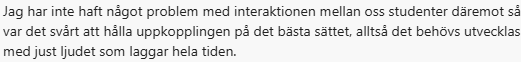 Jag har inte haft något problem med interaktionen mellan oss studenter däremot så
var det svårt att hålla uppkopplingen på det bästa sättet, alltså det behövs utvecklas
med just ljudet som laggar hela tiden.